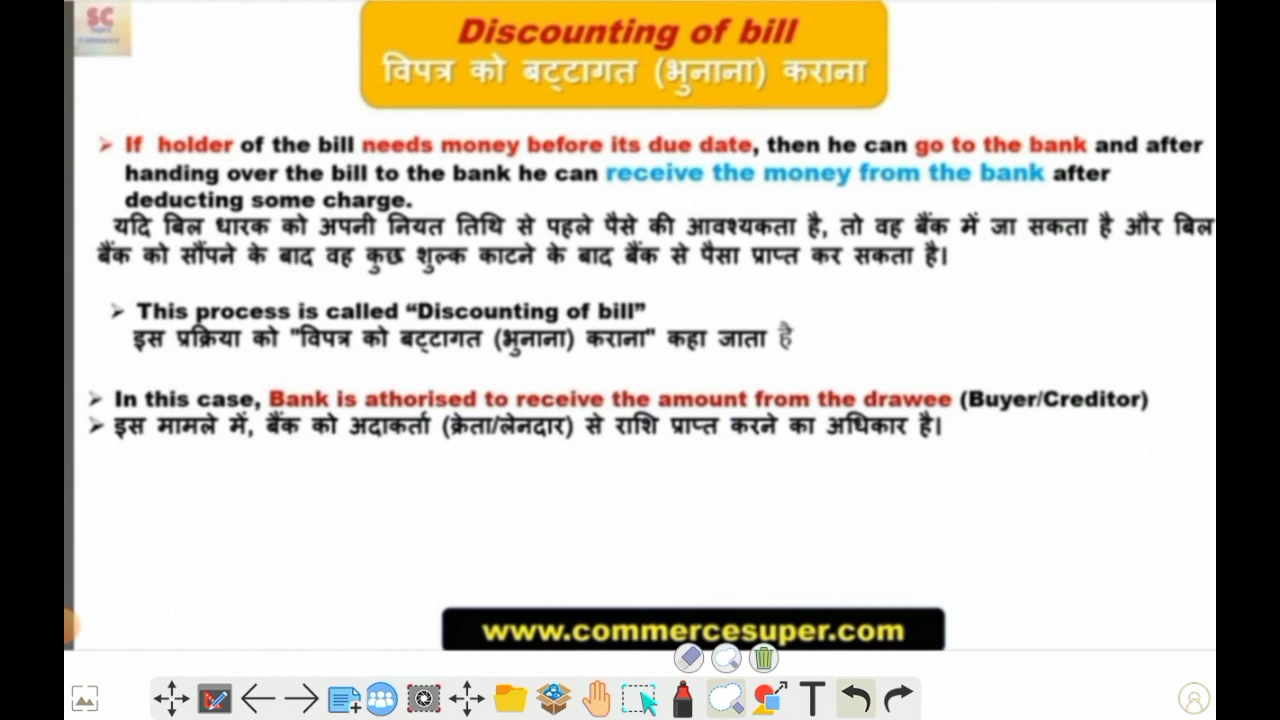 SC
Super
Commerce
Discounting of bill
विपत्र को बट्टागत (भुनाना) कराना
If holder of the bill needs money before its due date, then he can go to the bank and after
handing over the bill to the bank he can receive the money from the bank after
deducting some charge.
यदि बिल धारक को अपनी नियत तिथि से पहले पैसे की आवश्यकता है, तो वह बैंक में जा सकता है और बिल
बैंक को सौंपने के बाद वह कुछ शुल्क काटने के बाद बैंक से पैसा प्राप्त कर सकता है।
This process is called “Discounting of bill”
इस प्रक्रिया को "विपत्र को बट्टागत (भुनाना) कराना" कहा जाता है
In this case, Bank is athorised to receive the amount from the drawee (Buyer/Creditor)
इस मामले में, बैंक को अदाकर्ता (क्रेता/लेनदार) से राशि प्राप्त करने का अधिकार है।
www.commercesuper.com